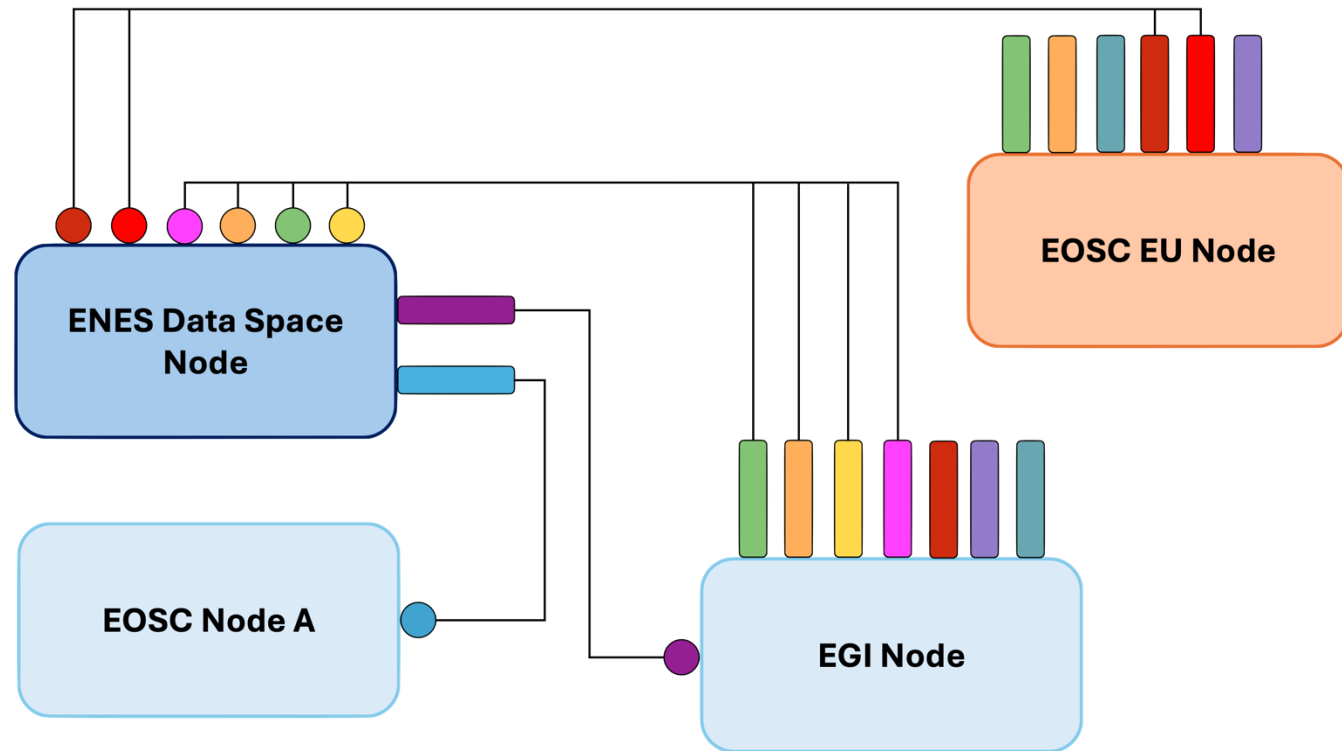 EOSC EU Node
ENES Data Space
Node
EOSC Node A
EGI Node